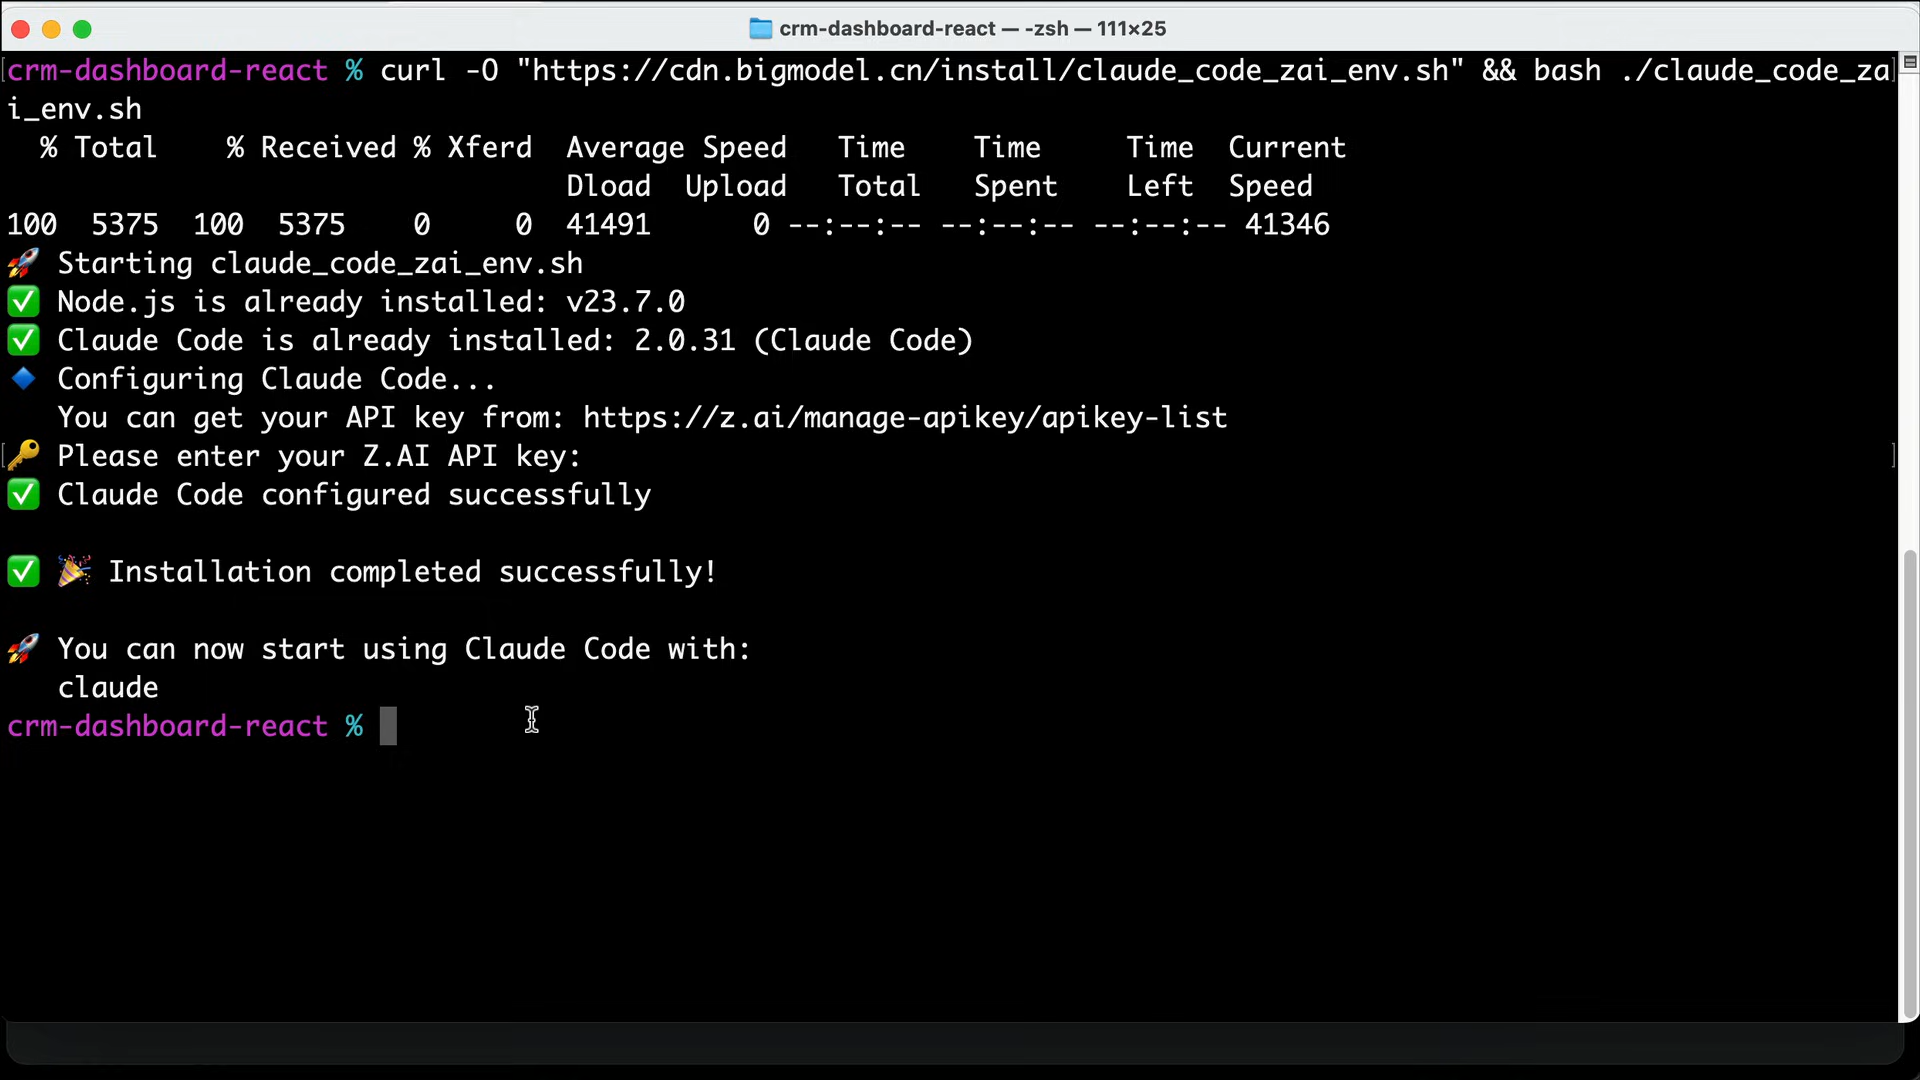 crm-dashboard-react — -zsh — 111×25
crm-dashboard-react % curl -O "https://cdn.bigmodel.cn/install/claude_code_zai_env.sh" && bash ./claude_code_za
i_env.sh
% Total % Received % Xferd Average Speed Time Time Time Current
Dload Upload Total Spent Left Speed
100 5375 100 5375 0 0 41491 0 --:--:-- --:--:-- --:--:-- 41346
🚀 Starting claude_code_zai_env.sh
✅ Node.js is already installed: v23.7.0
✅ Claude Code is already installed: 2.0.31 (Claude Code)
🔹 Configuring Claude Code...
You can get your API key from: https://z.ai/manage-apikey/apikey-list
🔑 Please enter your Z.AI API key:
✅ Claude Code configured successfully
✅ 🎉 Installation completed successfully!
🚀 You can now start using Claude Code with:
claude
crm-dashboard-react %